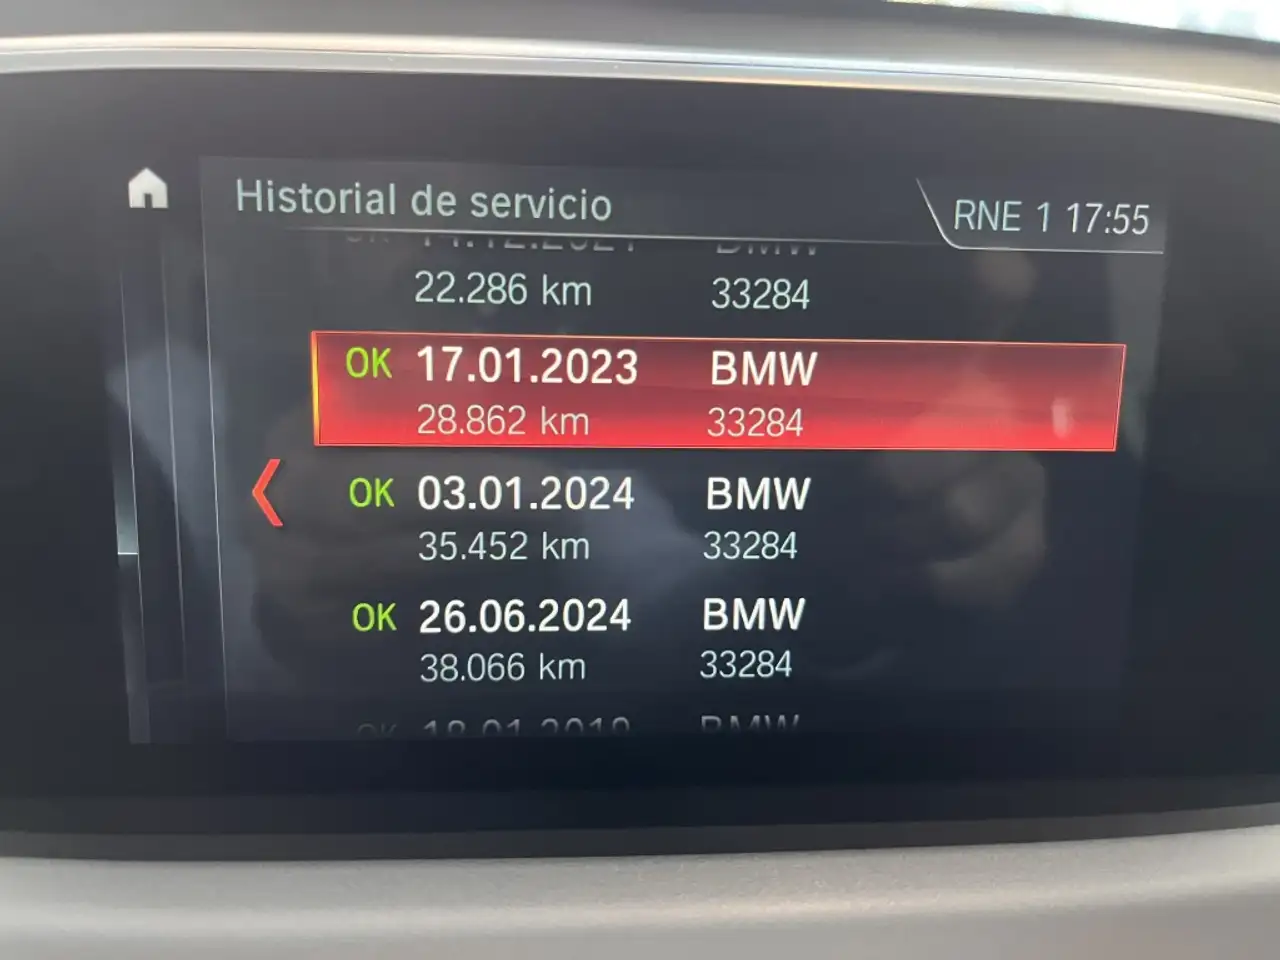 Historial de servicio
RNE 1 17:55
22.286 km 33284
OK 17.01.2023 BMW
28.862 km 33284
OK 03.01.2024 BMW
35.452 km 33284
OK 26.06.2024 BMW
38.066 km 33284
BMW